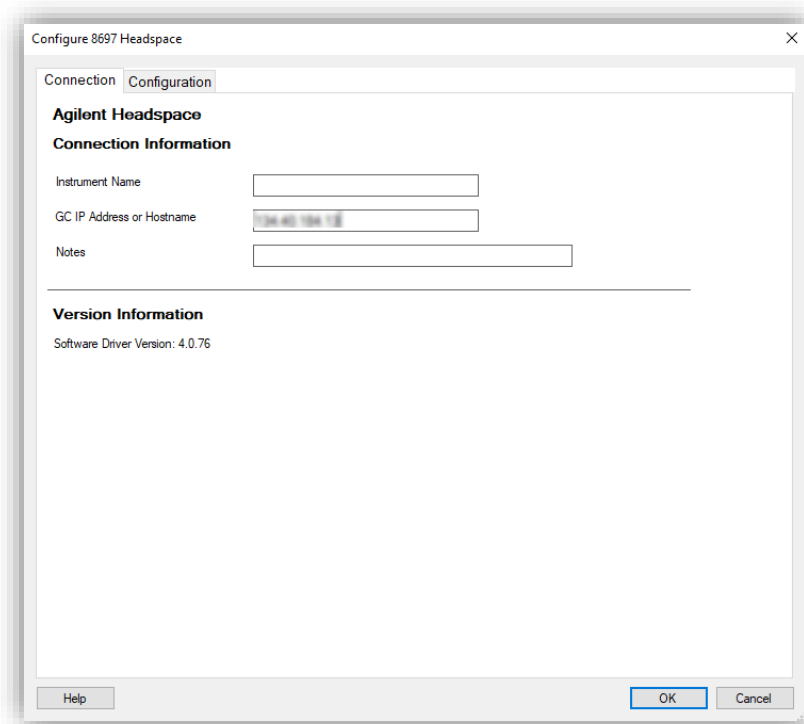 Configure 8697 Headspace
Connection Configuration
Agilent Headspace
Connection Information
Instrument Name
GC IP Address or Hostname
Notes
Version Information
Software Driver Version: 4.0.76
Help OK Cancel